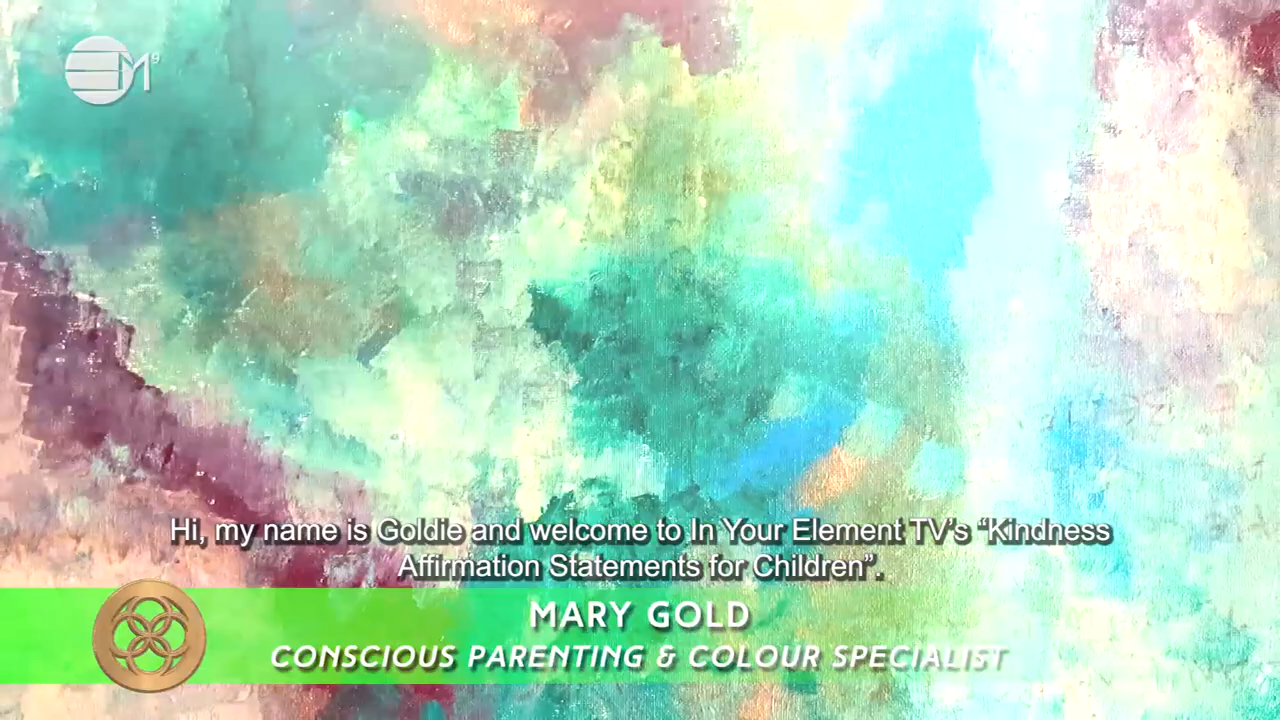 EM9
Hi, my name is Goldie and welcome to In Your Element TV's “Kindness
Affirmation Statements for Children”.
MARY GOLD
CONSCIOUS PARENTING & COLOUR SPECIALIST